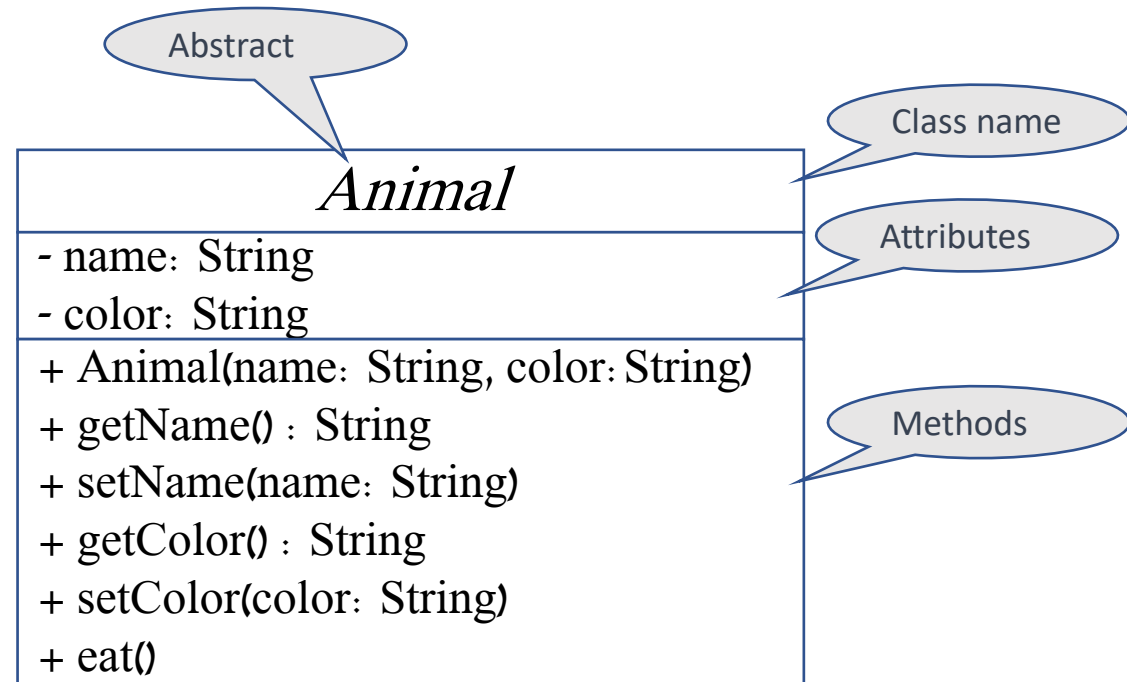 Abstract
Class name
Animal
Attributes
- name: String
- color: String
+ Animal(name: String, color: String)
+ getName() : String
Methods
+ setName(name: String)
+ getColor() : String
+ setColor(color: String)
+ eat()